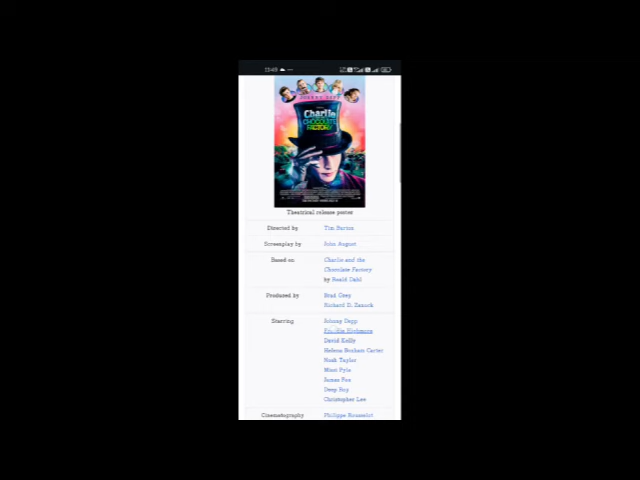 Charlie
CHOCOLATE
FACTORY
Theatrical release poster
Directed by Tim Burton
Screenplay by John August
Based on Charlie and the
Chocolate Factory
by Roald Dahl
Produced by Brad Grey
Richard D. Zanuck
Starring Johnny Depp
Freddie Highmore
David Kelly
Helena Bonham Carter
Noah Taylor
Missi Pyle
James Fox
Deep Roy
Christopher Lee
Cinematography Philippe Rousselot